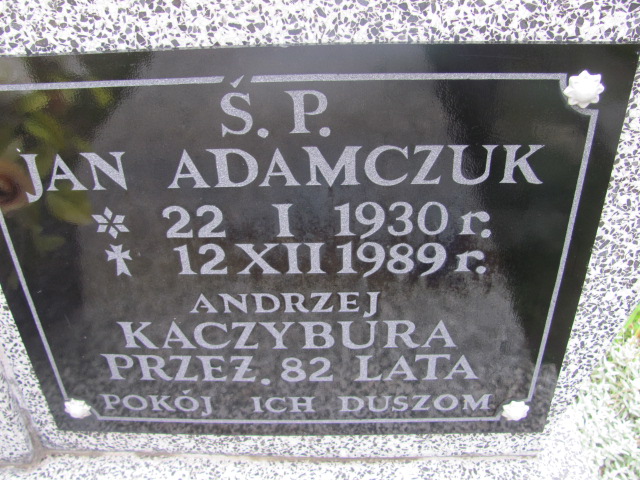 Ś. P.
JAN ADAMCZUK
22 I 1930 r.
12 XII 1989 r.
ANDRZEJ
KACZYBURA
PRZEŻ. 82 LATA
POKÓJ ICH DUSZOM